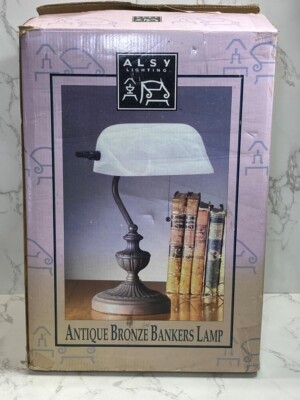 ALSY
LIGHTING
ANTIQUE BRONZE BANKERS LAMP